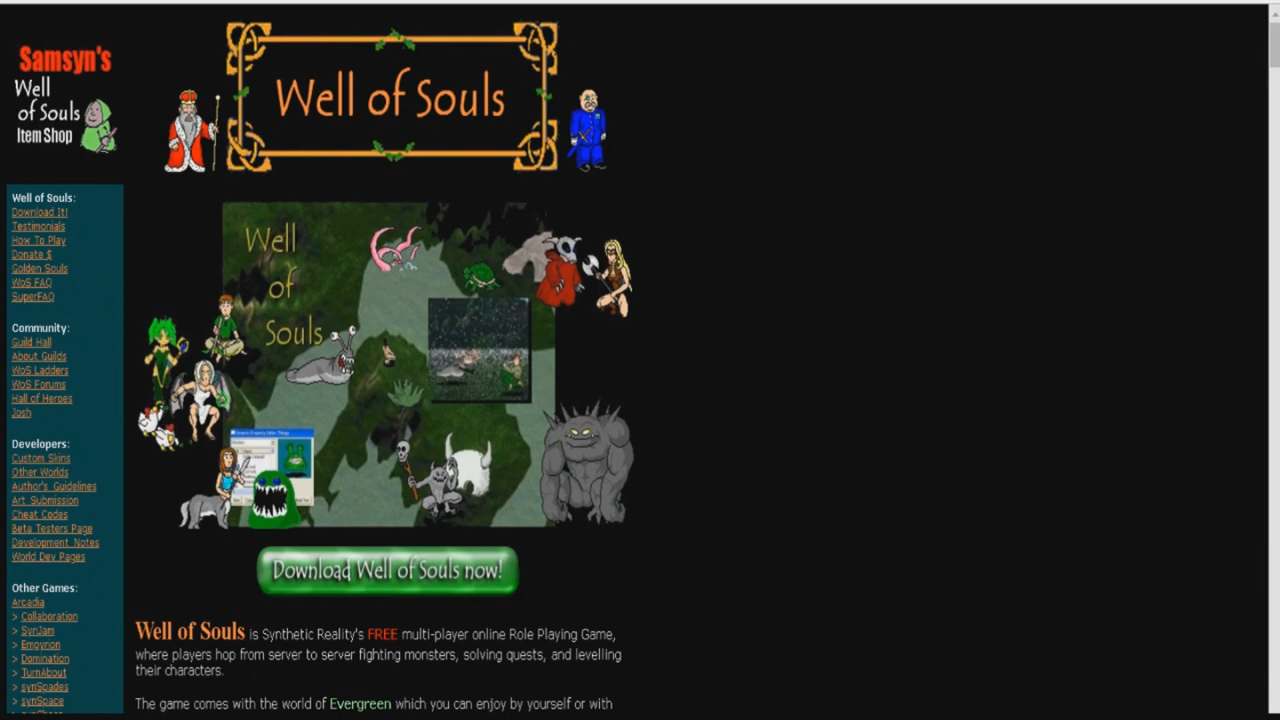 Samsyn's
Well
of Souls
Item Shop
Well of Souls
Well of Souls:
Download It!
Testimonials
How To Play
Donate $
Golden Souls
WoS FAQ
SuperFAQ
Community:
Guild Hall
About Guilds
WoS Ladders
WoS Forums
Hall of Heroes
Josh
Developers:
Custom Skins
Other Worlds
Author's Guidelines
Art Submission
Cheat Codes
Beta Testers Page
Development Notes
World Dev Pages
Other Games:
Arcadia
> Collaboration
> SynJam
> Empyrion
> Domination
> TurnAbout
> synSpades
> synSpace
Well
of
Souls
Download Well of Souls now!
Well of Souls is Synthetic Reality's FREE multi-player online Role Playing Game,
where players hop from server to server fighting monsters, solving quests, and levelling
their characters.
The game comes with the world of Evergreen which you can enjoy by yourself or with